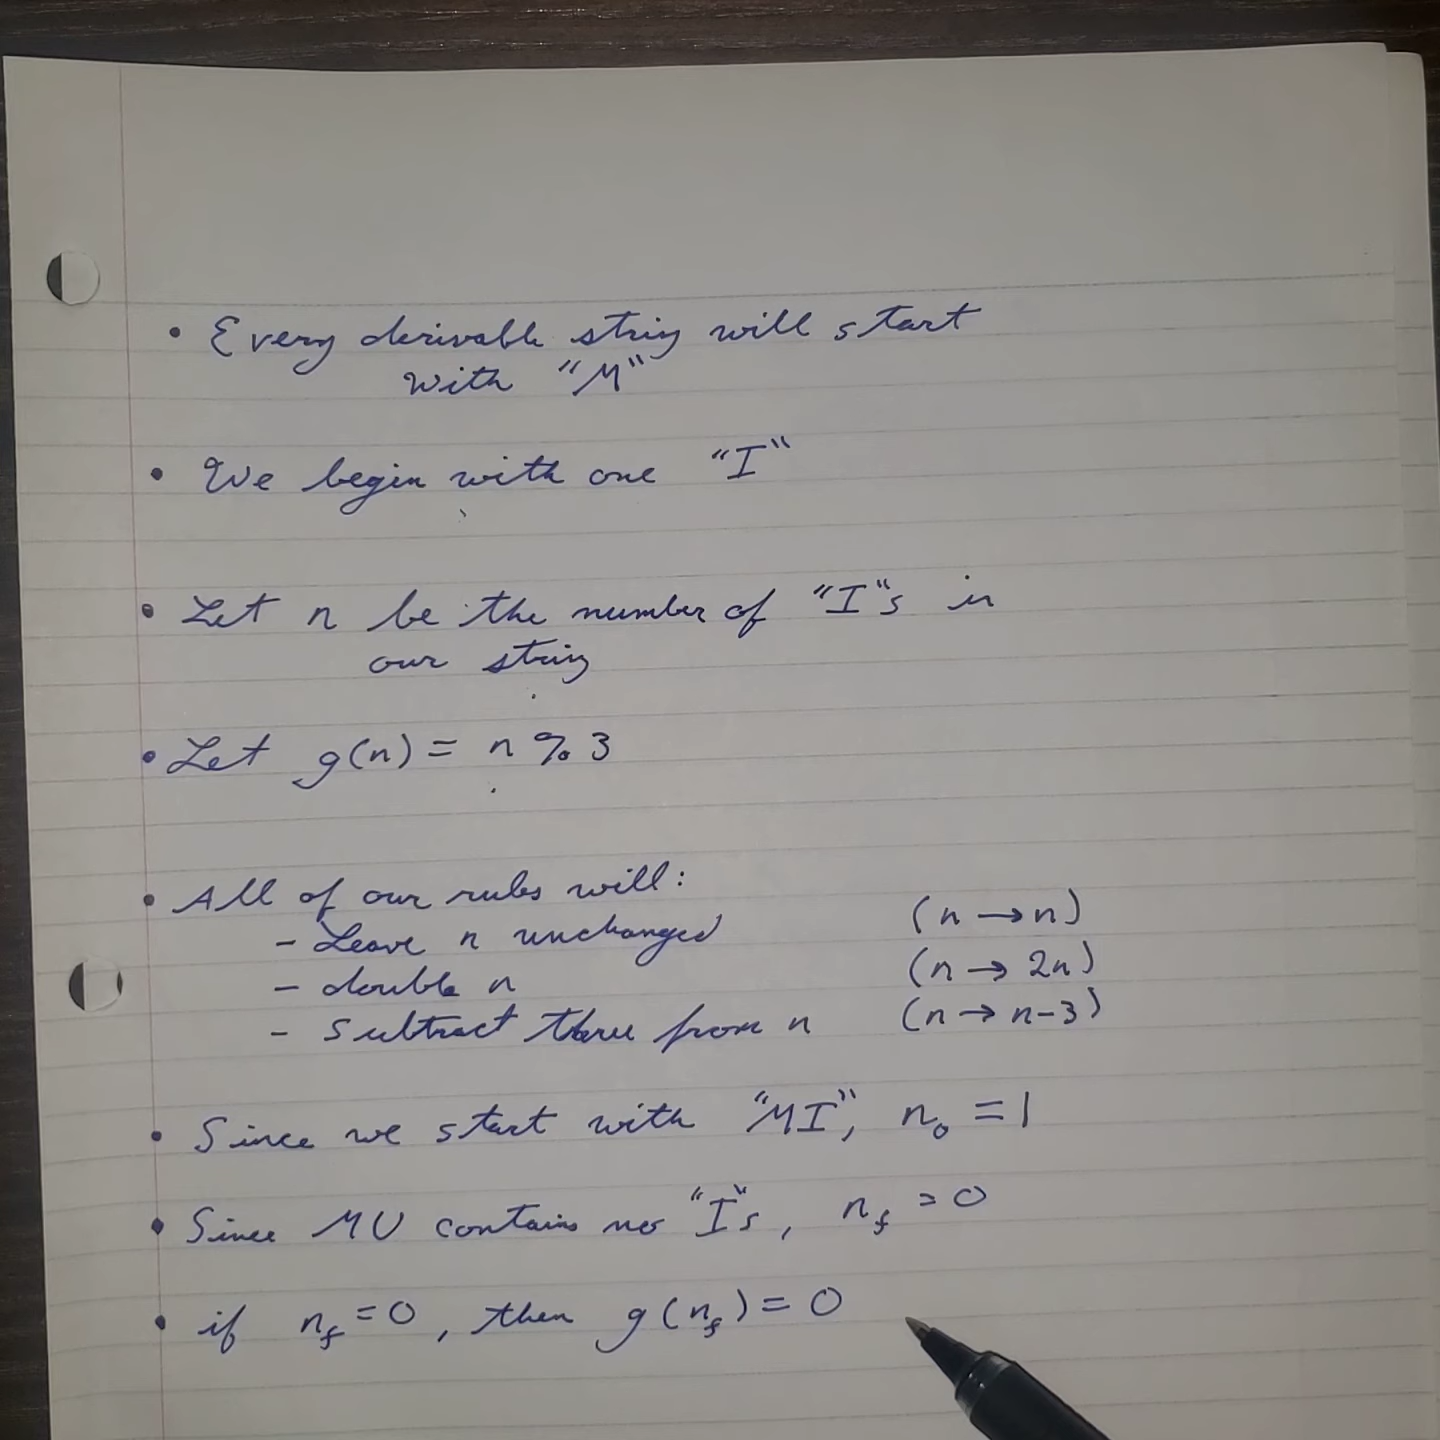 • Every derivable string will start
with "M"
• We begin with one "I"
• Let n be the number of "I"s in
our string
• Let g(n) = n % 3
• All of our rules will:
- Leave n unchanged (n → n)
- double n (n → 2n)
- Subtract three from n (n → n-3)
• Since we start with "MI", n₀ = 1
• Since MU contains no "I"s, n_f = 0
• if n_f = 0, then g(n_f) = 0